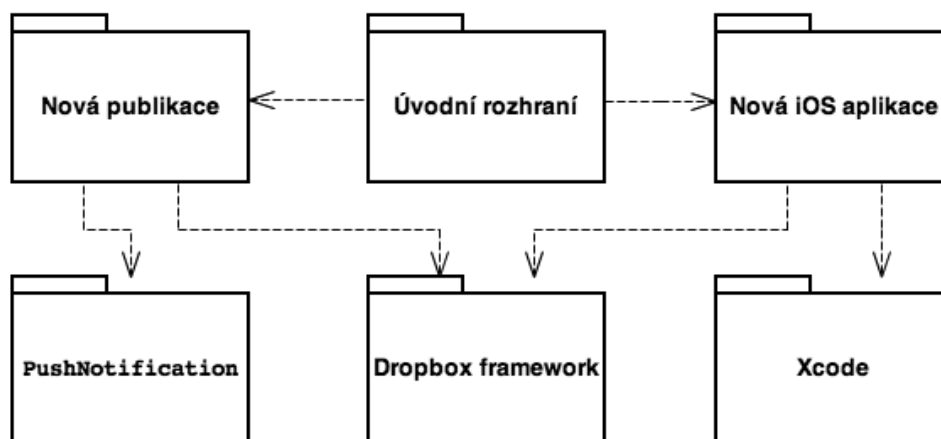 Nová publikace
Úvodní rozhraní
Nová iOS aplikace
PushNotification
Dropbox framework
Xcode